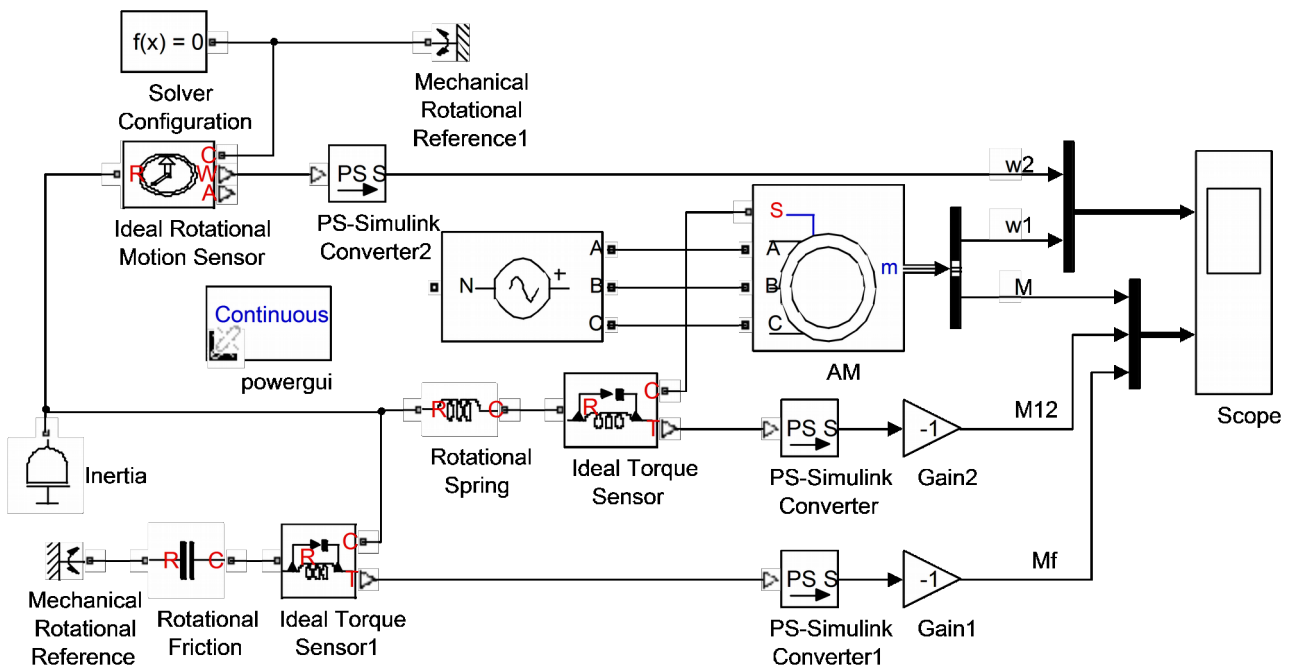 f(x) = 0
Solver
Configuration
Mechanical
Rotational
Reference1
R
C
W
A
Ideal Rotational
Motion Sensor
PS S
PS-Simulink
Converter2
w2
w1
M
N
+
A
B
C
S
A
B
C
m
AM
Continuous
powergui
Scope
Inertia
R
C
Rotational
Spring
R
C
T
Ideal Torque
Sensor
PS S
PS-Simulink
Converter
-1
Gain2
M12
Mechanical
Rotational
Reference
R
C
Rotational
Friction
R
C
T
Ideal Torque
Sensor1
PS S
PS-Simulink
Converter1
-1
Gain1
Mf